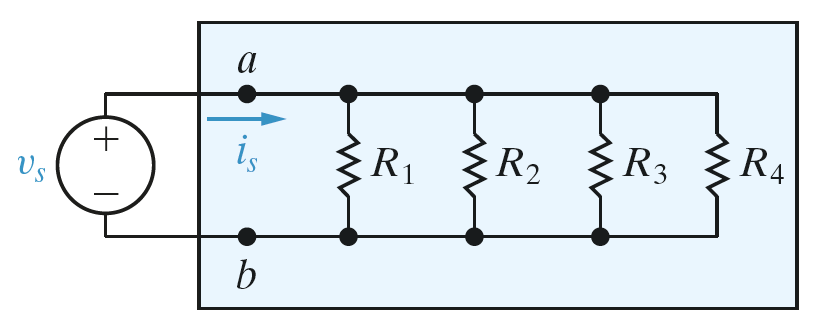 a
+
v_s
−
i_s
R_1
R_2
R_3
R_4
b